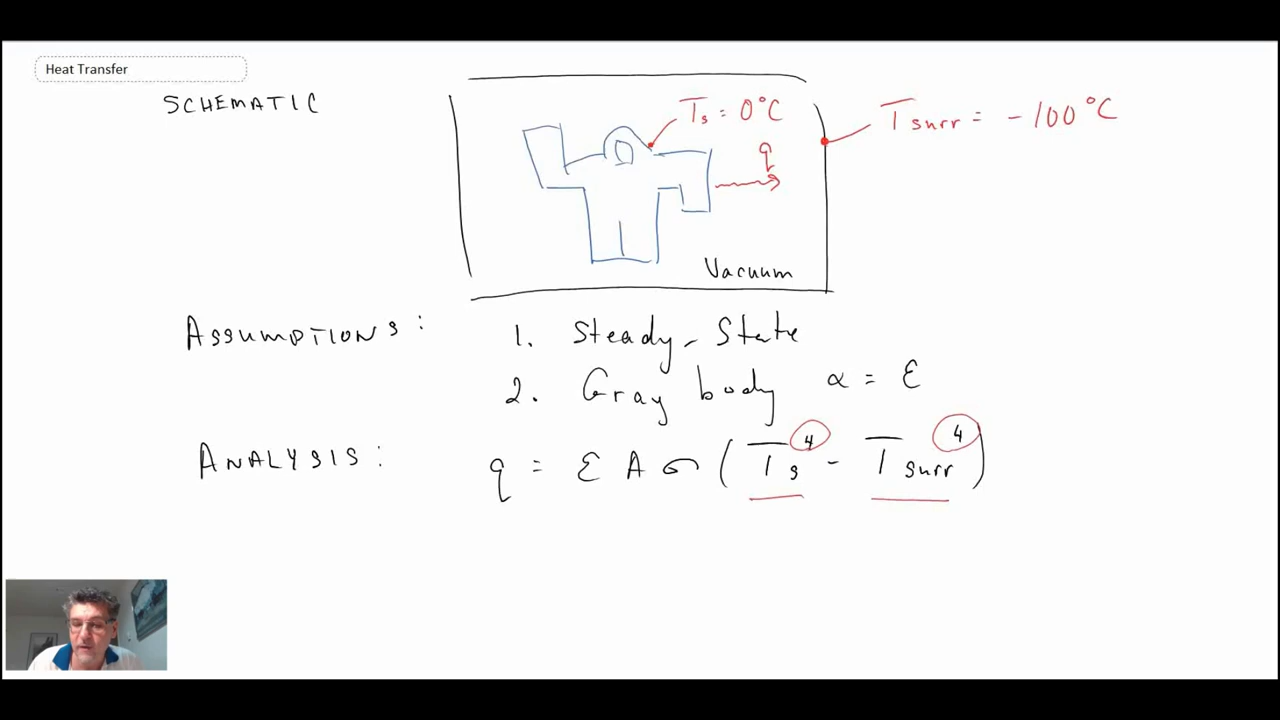 Heat Transfer
SCHEMATIC
Ts = 0°C
Tsurr = -100°C
q
Vacuum
ASSUMPTIONS: 1. Steady-State
2. Gray body α = ε
ANALYSIS: q = ε A σ (Ts⁴ - Tsurr⁴)